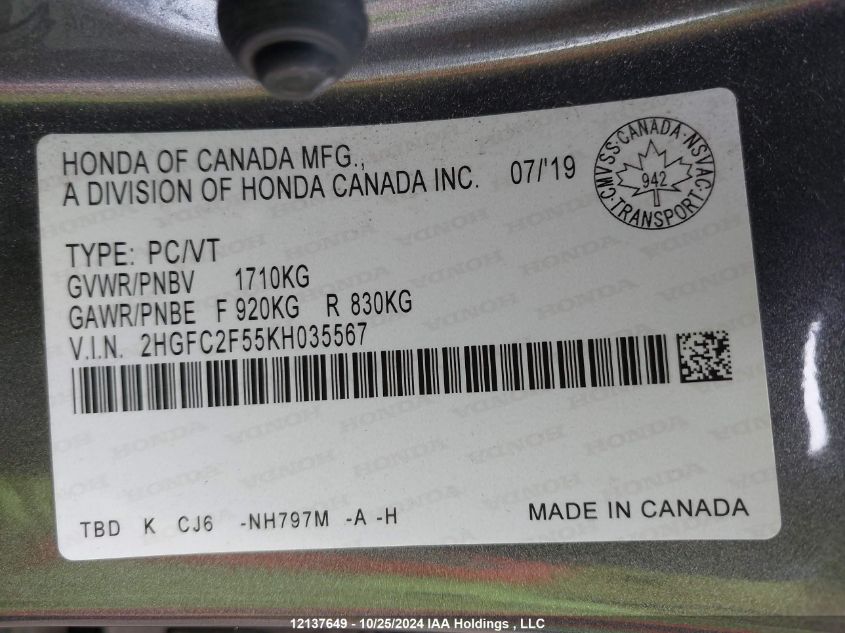 HONDA OF CANADA MFG.,
A DIVISION OF HONDA CANADA INC. 07/'19
CMVSS·CANADA·NSVAC·TRANSPORT·
942
TYPE: PC/VT
GVWR/PNBV 1710KG
GAWR/PNBE F 920KG R 830KG
V.I.N. 2HGFC2F55KH035567
TBD K CJ6 -NH797M -A -H MADE IN CANADA
12137649 - 10/25/2024 IAA Holdings , LLC